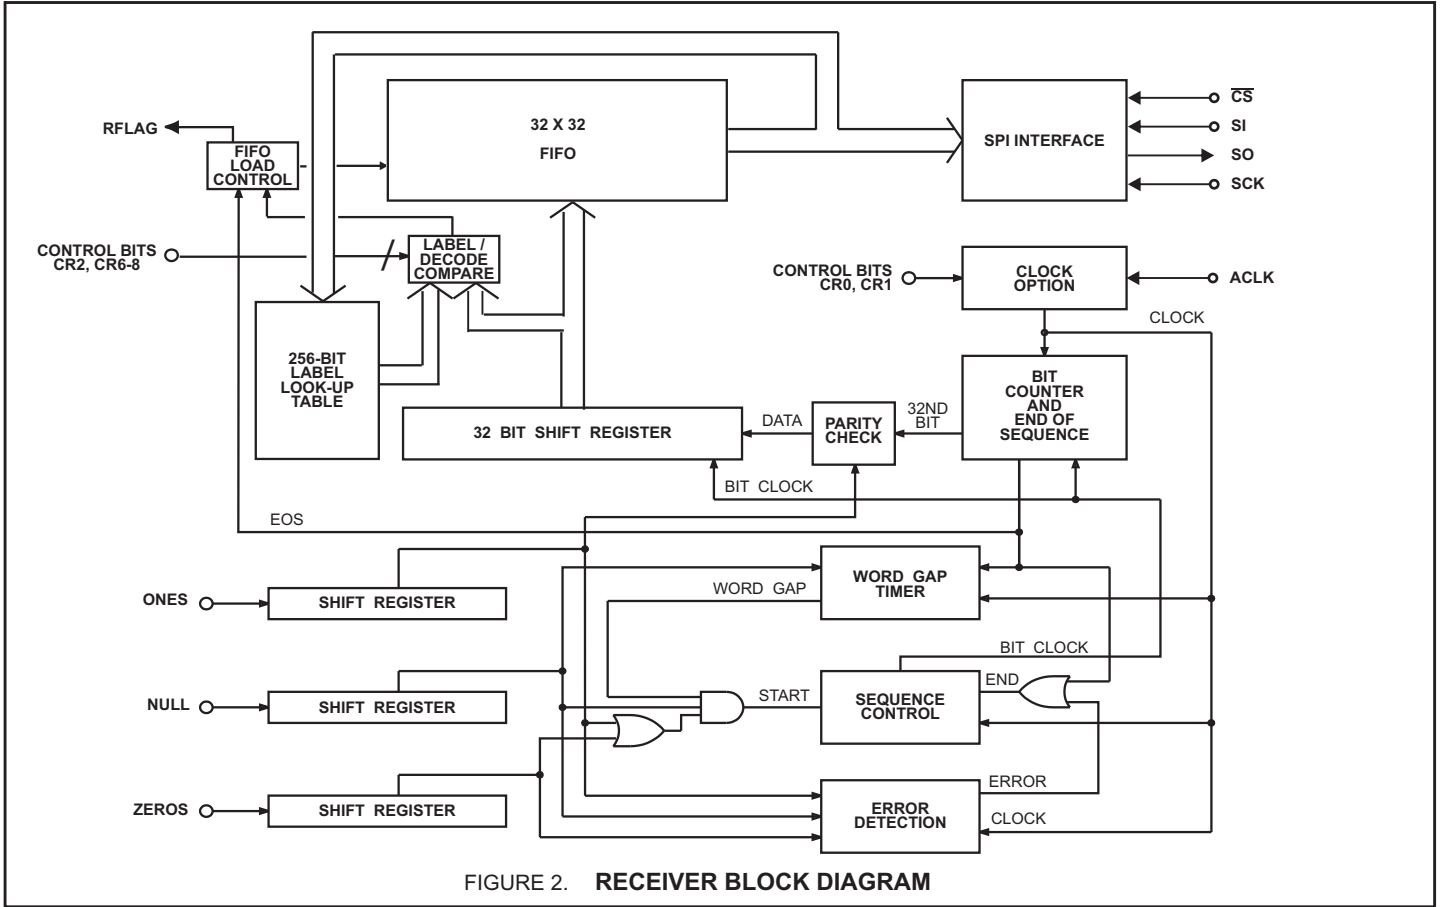 RFLAG
FIFO
LOAD
CONTROL
32 X 32
FIFO
SPI INTERFACE
CS
SI
SO
SCK
CONTROL BITS
CR2, CR6-8
LABEL /
DECODE
COMPARE
CONTROL BITS
CR0, CR1
CLOCK
OPTION
ACLK
CLOCK
256-BIT
LABEL
LOOK-UP
TABLE
BIT
COUNTER
AND
END OF
SEQUENCE
32 BIT SHIFT REGISTER
DATA
PARITY
CHECK
32ND
BIT
BIT CLOCK
EOS
ONES
SHIFT REGISTER
WORD GAP
WORD GAP
TIMER
BIT CLOCK
NULL
SHIFT REGISTER
START
SEQUENCE
CONTROL
END
ZEROS
SHIFT REGISTER
ERROR
DETECTION
ERROR
CLOCK
FIGURE 2. RECEIVER BLOCK DIAGRAM